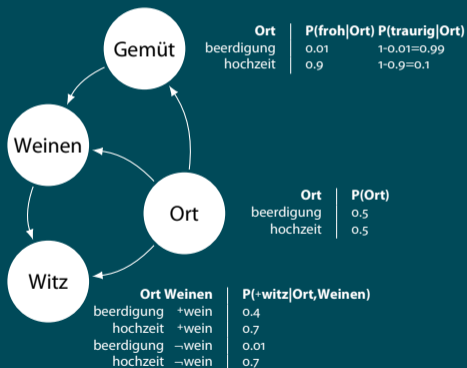 Ort P(froh|Ort) P(traurig|Ort)
beerdigung 0.01 1-0.01=0.99
hochzeit 0.9 1-0.9=0.1
Gemüt
Weinen
Ort
Ort P(Ort)
beerdigung 0.5
hochzeit 0.5
Witz
Ort Weinen P(+witz|Ort,Weinen)
beerdigung +wein 0.4
hochzeit +wein 0.7
beerdigung ¬wein 0.01
hochzeit ¬wein 0.7